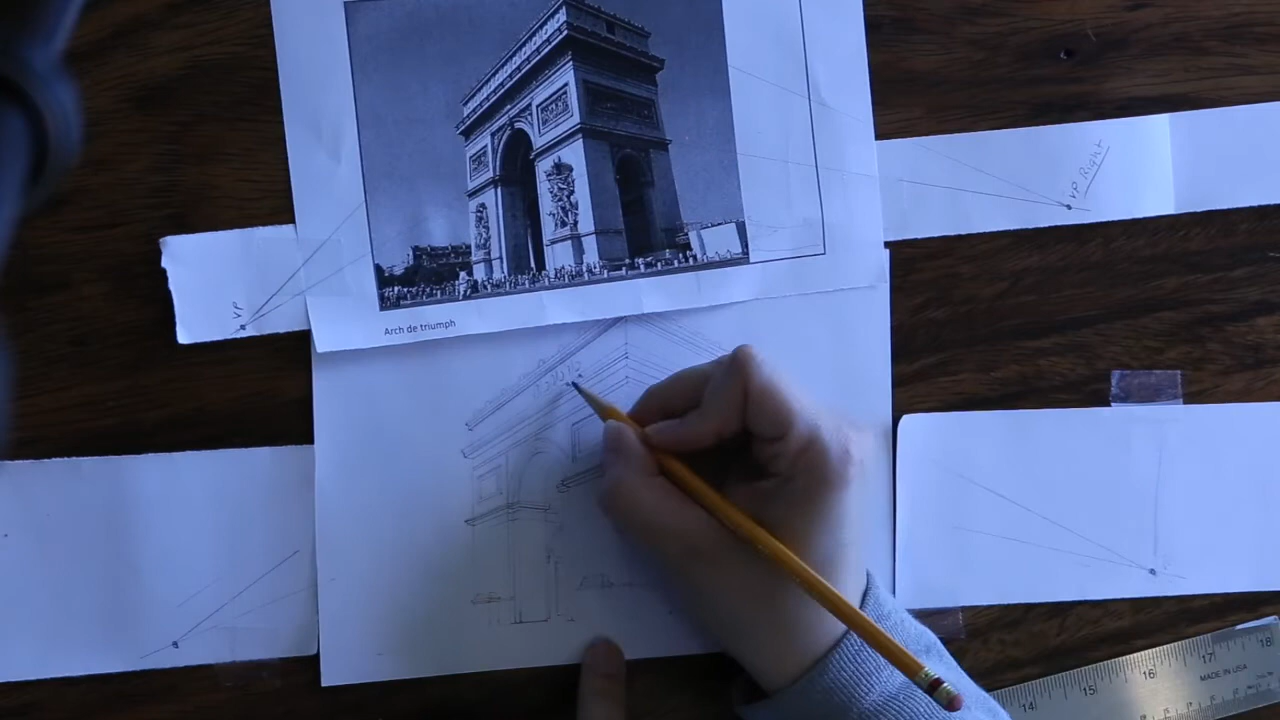 VP Right
VP
Arch de triumph
14 15 16 17 18
MADE IN USA